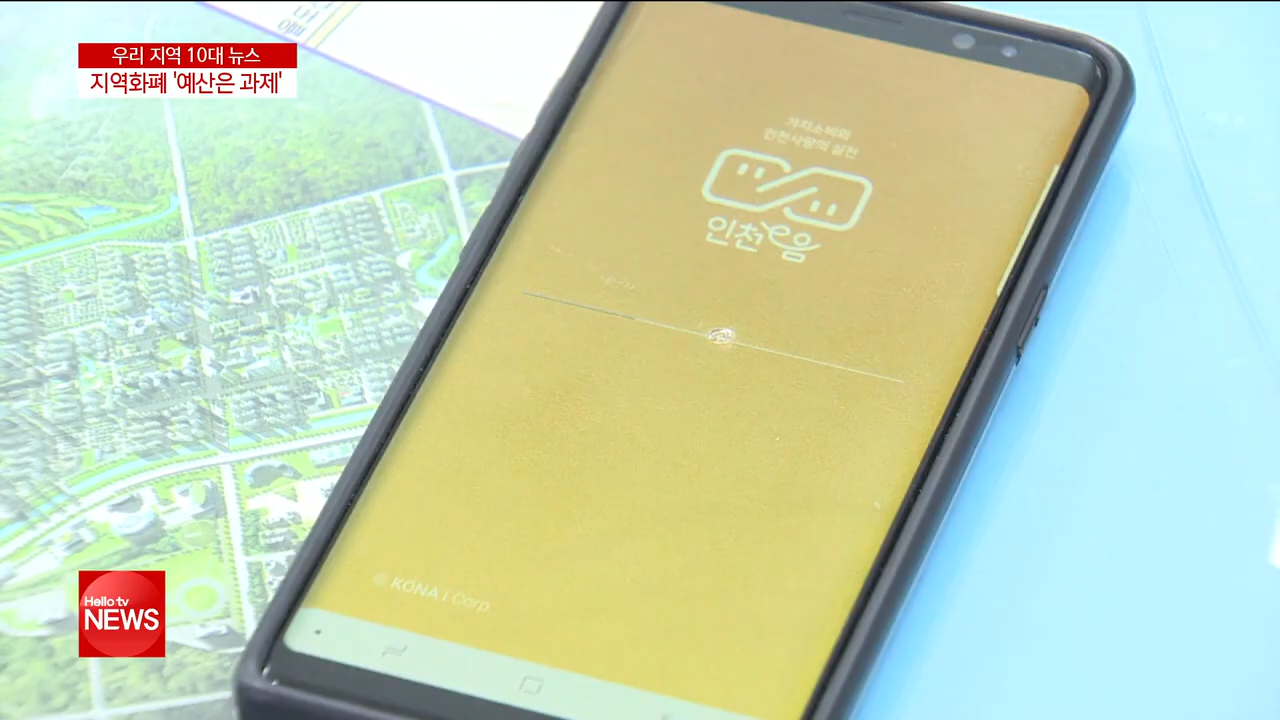 우리 지역 10대 뉴스
지역화폐 '예산은 과제'
가치소비와
인천사랑의 실천
인천e음
KONA I Corp.
Hello tv
NEWS